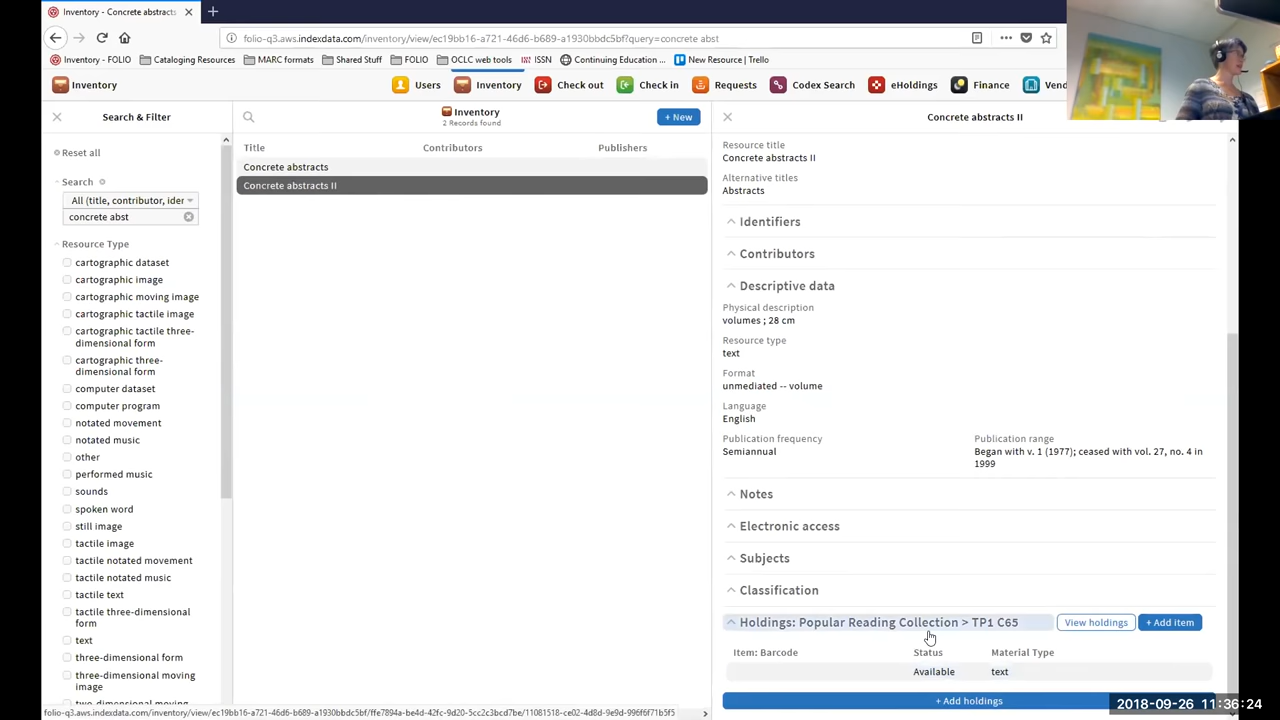 Inventory - Concrete abstracts
folio-q3.aws.indexdata.com/inventory/view/ec19bb16-a721-46d6-b689-a1930bbdc5bf?query=concrete abst
Inventory - FOLIO Cataloging Resources MARC formats Shared Stuff FOLIO OCLC web tools ISSN Continuing Education ... New Resource | Trello
Inventory Users Inventory Check out Check in Requests Codex Search eHoldings Finance Vend
Search & Filter
Reset all
Search
All (title, contributor, ider
concrete abst
Resource Type
cartographic dataset
cartographic image
cartographic moving image
cartographic tactile image
cartographic tactile three-
dimensional form
cartographic three-
dimensional form
computer dataset
computer program
notated movement
notated music
other
performed music
sounds
spoken word
still image
tactile image
tactile notated movement
tactile notated music
tactile text
tactile three-dimensional
form
text
three-dimensional form
three-dimensional moving
image
two-dimensional moving
Inventory
2 Records found
+ New
Title Contributors Publishers
Concrete abstracts
Concrete abstracts II
Concrete abstracts II
Resource title
Concrete abstracts II
Alternative titles
Abstracts
Identifiers
Contributors
Descriptive data
Physical description
volumes ; 28 cm
Resource type
text
Format
unmediated -- volume
Language
English
Publication frequency
Semiannual
Publication range
Began with v. 1 (1977); ceased with vol. 27, no. 4 in
1999
Notes
Electronic access
Subjects
Classification
Holdings: Popular Reading Collection > TP1 C65 View holdings + Add item
Item: Barcode Status Material Type
Available text
+ Add holdings
2018-09-26 11:36:24